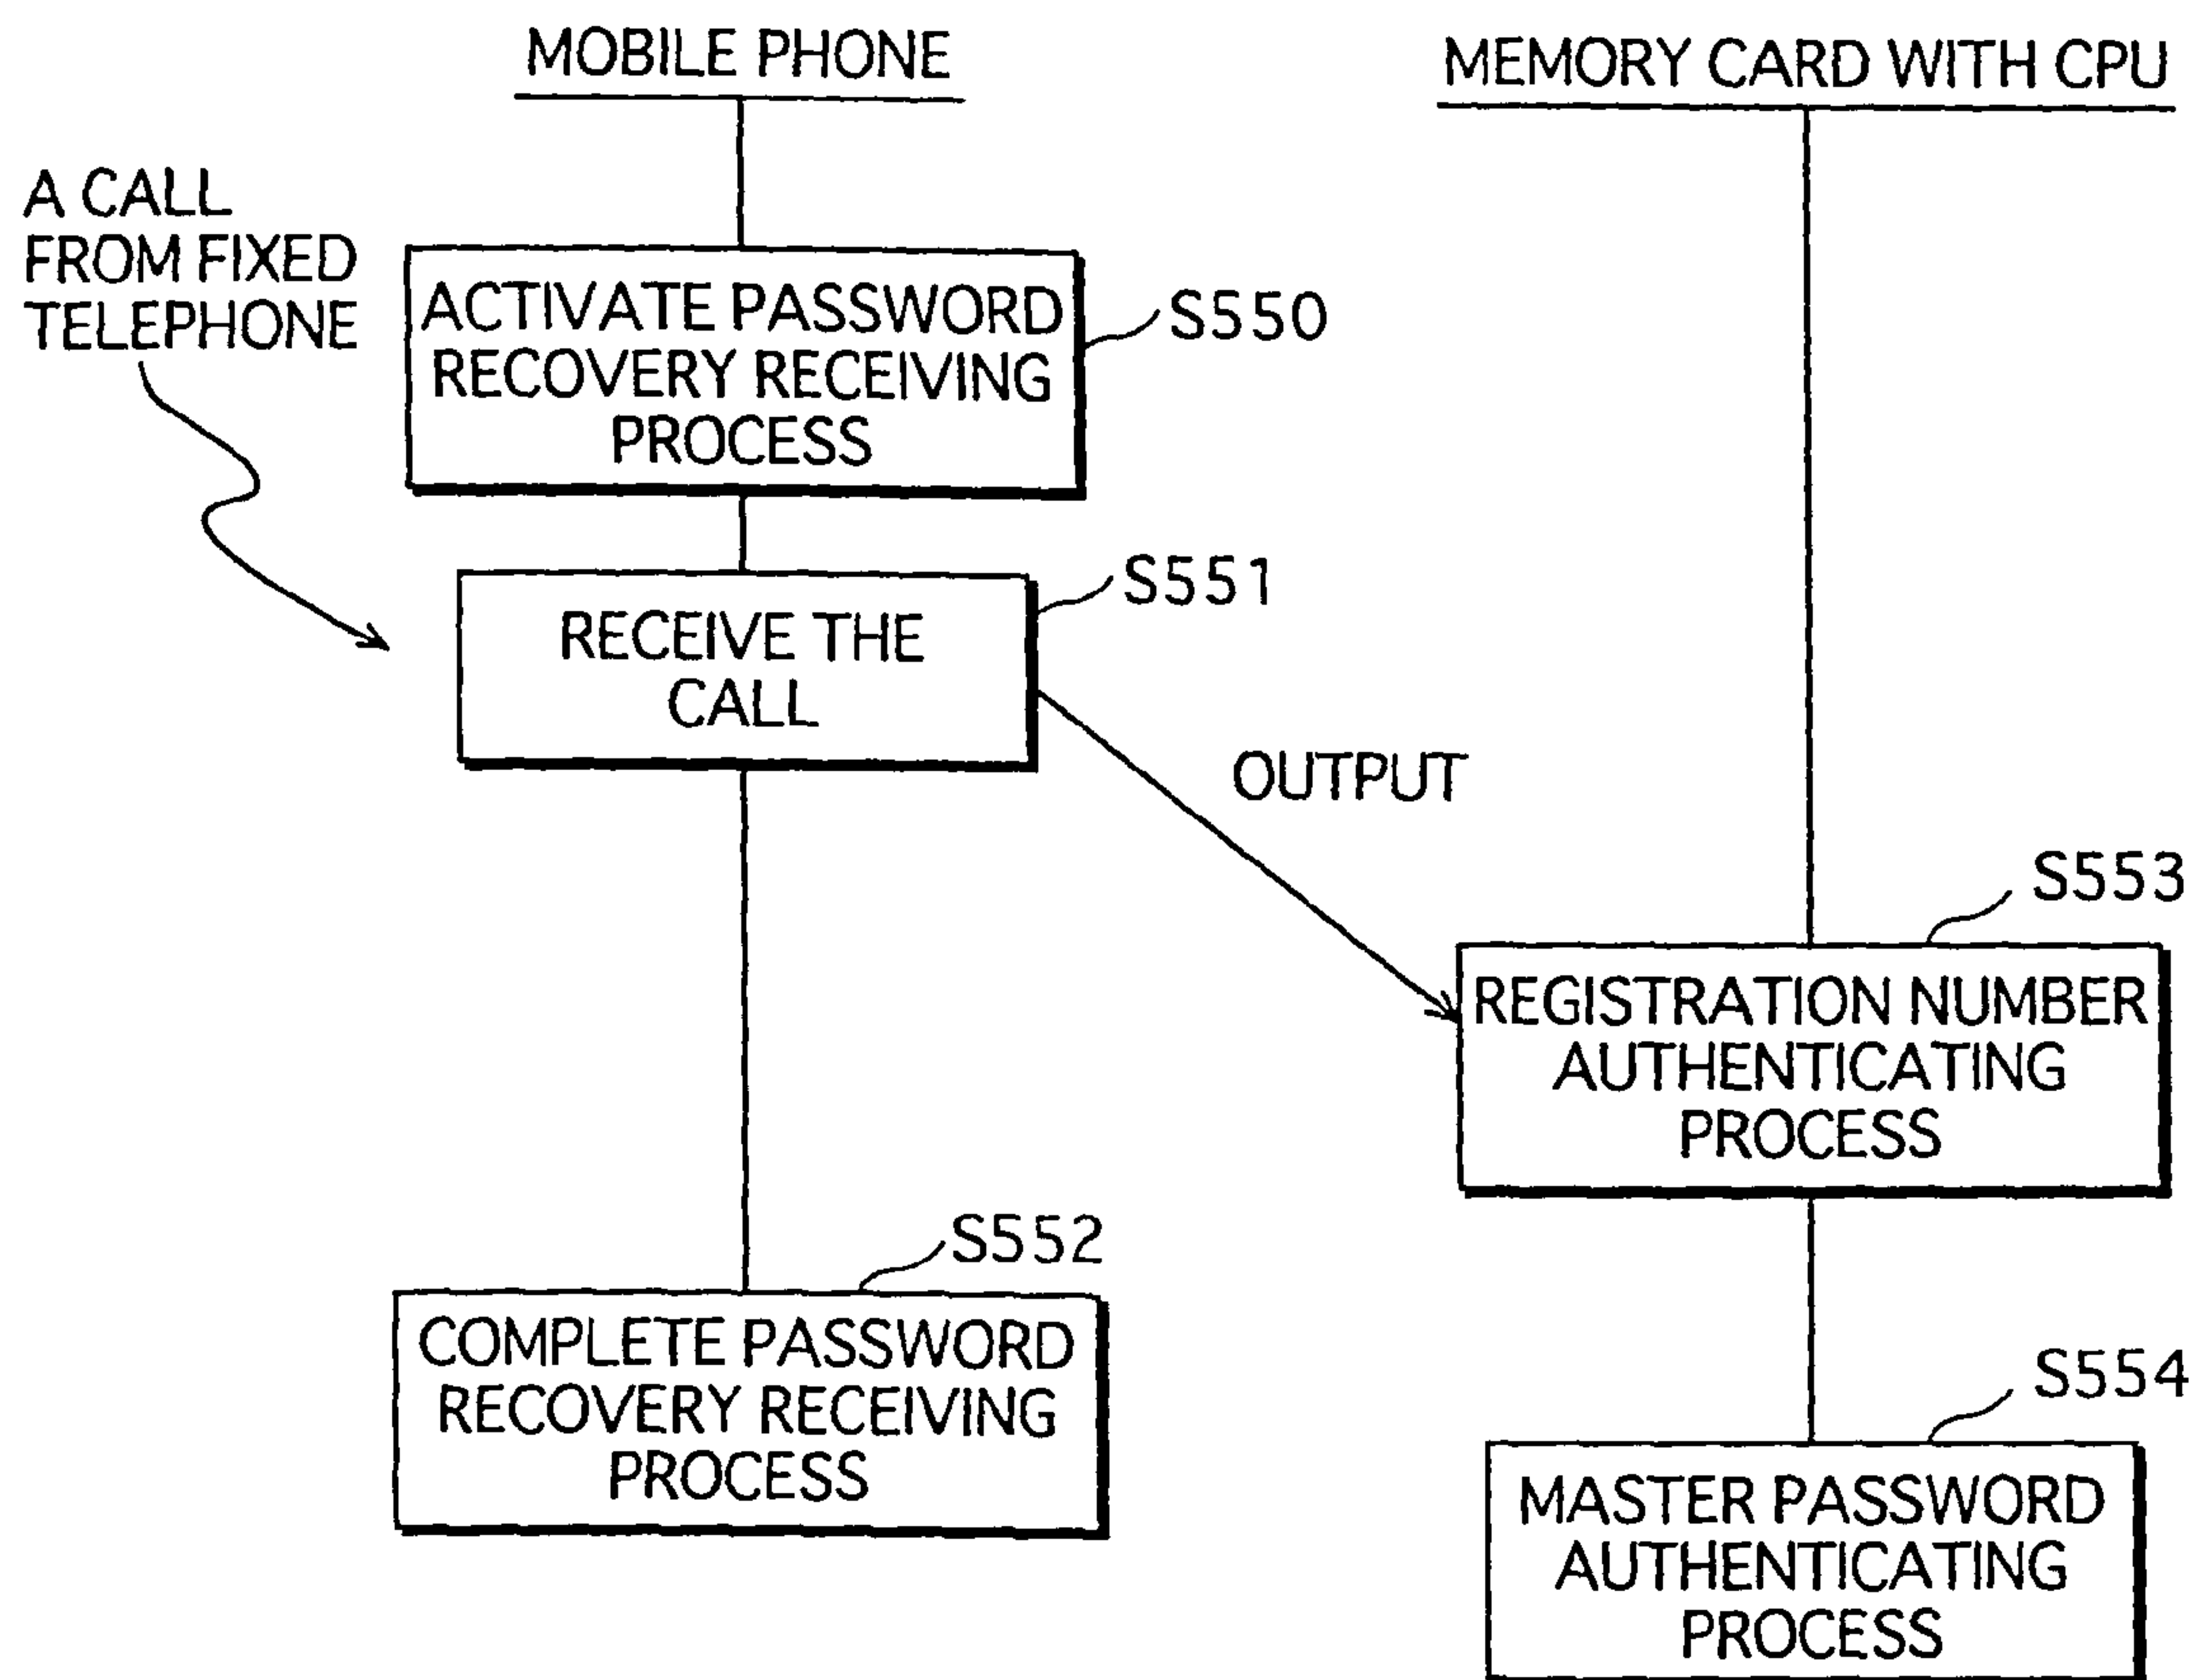 MOBILE PHONE
MEMORY CARD WITH CPU
A CALL
FROM FIXED
TELEPHONE
ACTIVATE PASSWORD
RECOVERY RECEIVING
PROCESS
S550
RECEIVE THE
CALL
S551
OUTPUT
S553
REGISTRATION NUMBER
AUTHENTICATING
PROCESS
S552
COMPLETE PASSWORD
RECOVERY RECEIVING
PROCESS
S554
MASTER PASSWORD
AUTHENTICATING
PROCESS